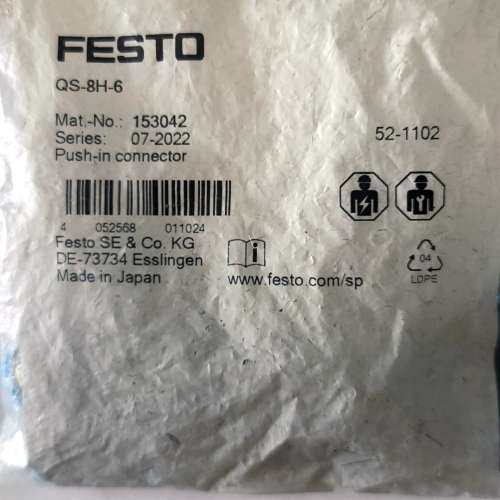 FESTO
QS-8H-6
Mat.-No.: 153042
Series: 07-2022
Push-in connector
52-1102
4 052568 011024
Festo SE & Co. KG
DE-73734 Esslingen
Made in Japan
www.festo.com/sp
04
LDPE